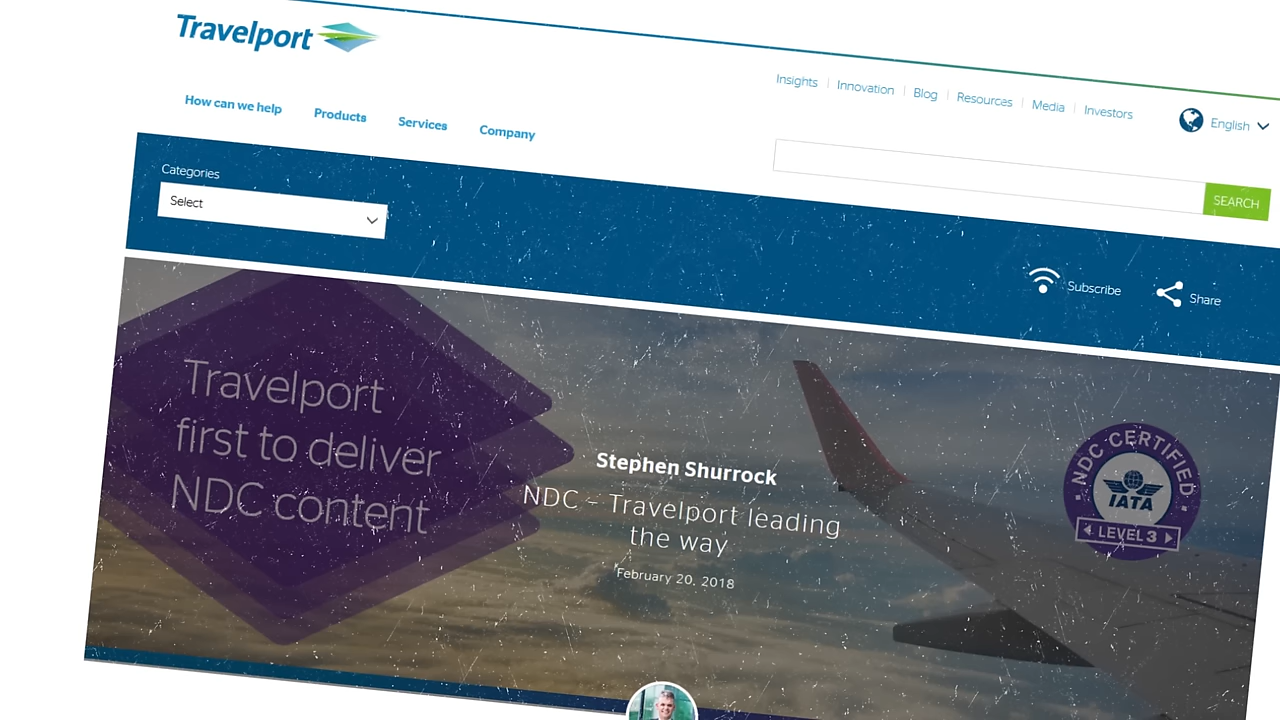 Travelport
Insights
Innovation
Blog
Resources
Media
Investors
English
How can we help
Products
Services
Company
SEARCH
Categories
Select
Subscribe
Share
Travelport
first to deliver
NDC content
Stephen Shurrock
NDC – Travelport leading
the way
February 20, 2018
NDC CERTIFIED
IATA
LEVEL 3